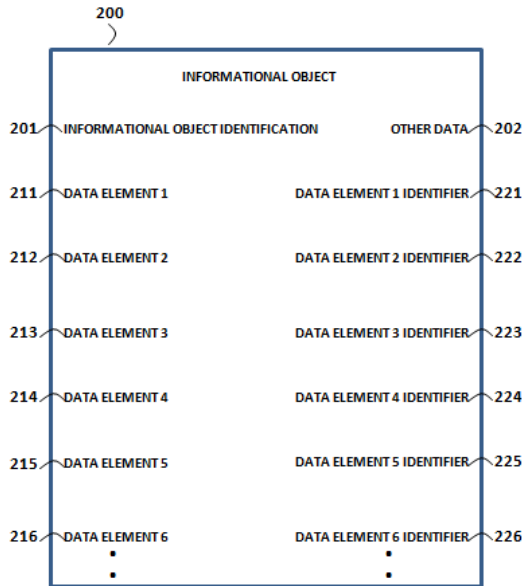 200
INFORMATIONAL OBJECT
201 INFORMATIONAL OBJECT IDENTIFICATION OTHER DATA 202
211 DATA ELEMENT 1 DATA ELEMENT 1 IDENTIFIER 221
212 DATA ELEMENT 2 DATA ELEMENT 2 IDENTIFIER 222
213 DATA ELEMENT 3 DATA ELEMENT 3 IDENTIFIER 223
214 DATA ELEMENT 4 DATA ELEMENT 4 IDENTIFIER 224
215 DATA ELEMENT 5 DATA ELEMENT 5 IDENTIFIER 225
216 DATA ELEMENT 6 DATA ELEMENT 6 IDENTIFIER 226